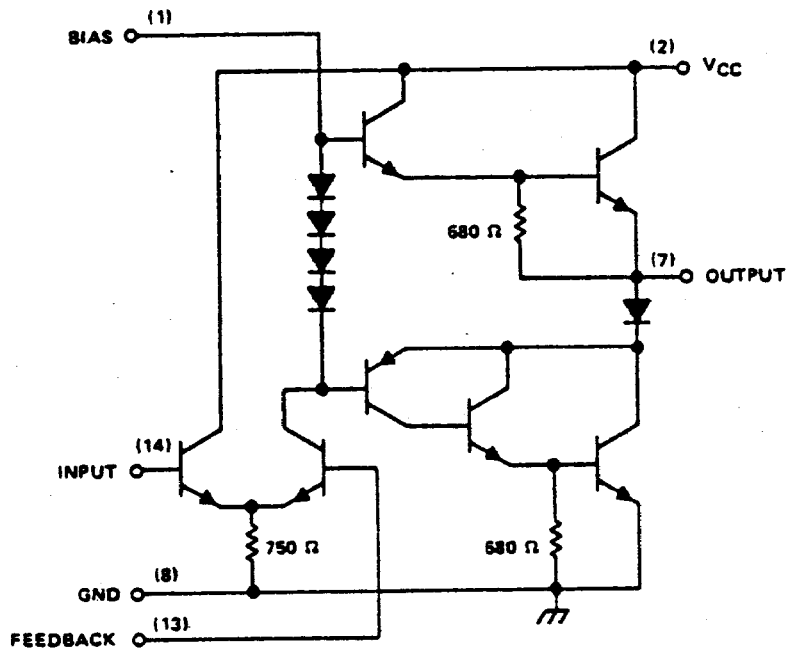 BIAS (1)
(2) VCC
680 Ω
(7) OUTPUT
(14)
INPUT
750 Ω
680 Ω
GND (8)
FEEDBACK (13)